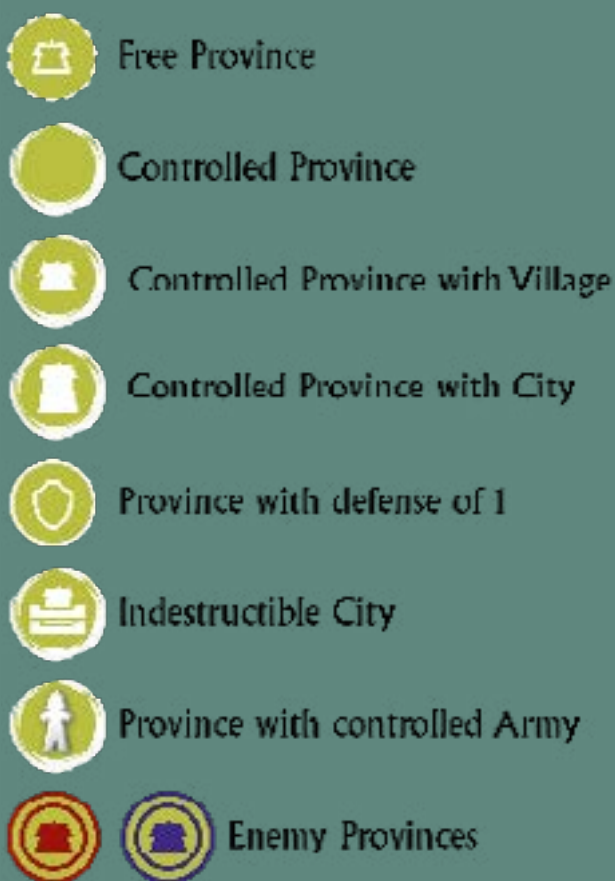 Free Province
Controlled Province
Controlled Province with Village
Controlled Province with City
Province with defense of 1
Indestructible City
Province with controlled Army
Enemy Provinces